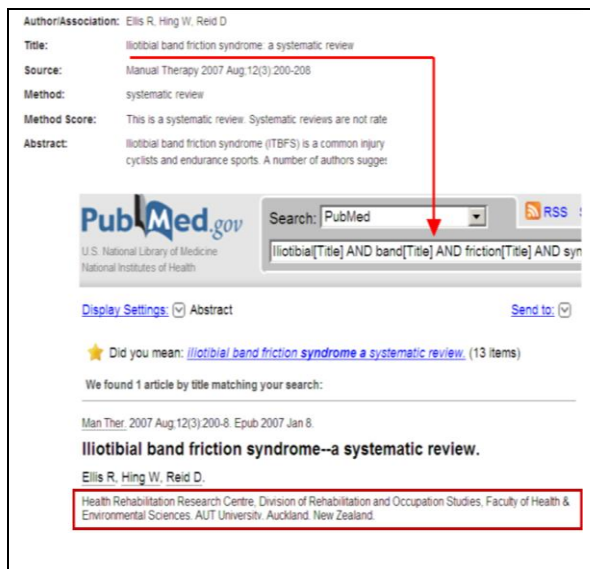 Author/Association: Ellis R, Hing W, Reid D
Title: Iliotibial band friction syndrome: a systematic review
Source: Manual Therapy 2007 Aug;12(3):200-208
Method: systematic review
Method Score: This is a systematic review. Systematic reviews are not rate
Abstract: Iliotibial band friction syndrome (ITBFS) is a common injury
cyclists and endurance sports. A number of authors sugges
PubMed.gov
U.S. National Library of Medicine
National Institutes of Health
Search: PubMed
RSS
Iliotibial[Title] AND band[Title] AND friction[Title] AND syn
Display Settings: Abstract
Send to:
Did you mean: iliotibial band friction syndrome a systematic review. (13 items)
We found 1 article by title matching your search:
Man Ther. 2007 Aug;12(3):200-8. Epub 2007 Jan 8.
Iliotibial band friction syndrome--a systematic review.
Ellis R, Hing W, Reid D.
Health Rehabilitation Research Centre, Division of Rehabilitation and Occupation Studies, Faculty of Health &
Environmental Sciences, AUT University, Auckland, New Zealand.